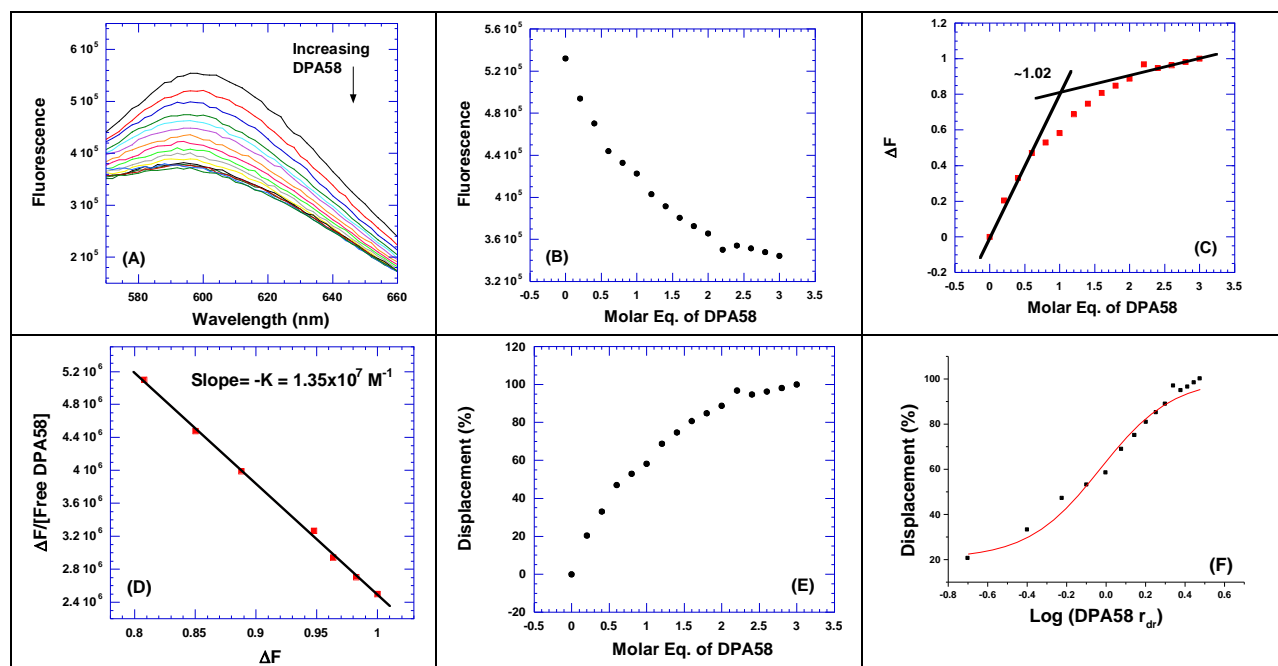 6 10⁵
5 10⁵
4 10⁵
3 10⁵
2 10⁵
Fluorescence
Increasing
DPA58
(A)
580 600 620 640 660
Wavelength (nm)
5.6 10⁵
5.2 10⁵
4.8 10⁵
4.4 10⁵
4 10⁵
3.6 10⁵
3.2 10⁵
Fluorescence
(B)
-0.5 0 0.5 1 1.5 2 2.5 3 3.5
Molar Eq. of DPA58
1.2
1
0.8
0.6
0.4
0.2
0
-0.2
ΔF
~1.02
(C)
-0.5 0 0.5 1 1.5 2 2.5 3 3.5
Molar Eq. of DPA58
5.2 10⁶
4.8 10⁶
4.4 10⁶
4 10⁶
3.6 10⁶
3.2 10⁶
2.8 10⁶
2.4 10⁶
ΔF/[Free DPA58]
Slope= -K = 1.35x10⁷ M⁻¹
(D)
0.8 0.85 0.9 0.95 1
ΔF
120
100
80
60
40
20
0
-20
Displacement (%)
(E)
-0.5 0 0.5 1 1.5 2 2.5 3 3.5
Molar Eq. of DPA58
100
80
60
40
20
Displacement (%)
(F)
-0.8 -0.6 -0.4 -0.2 0.0 0.2 0.4 0.6 0.8
Log (DPA58 r_dr)